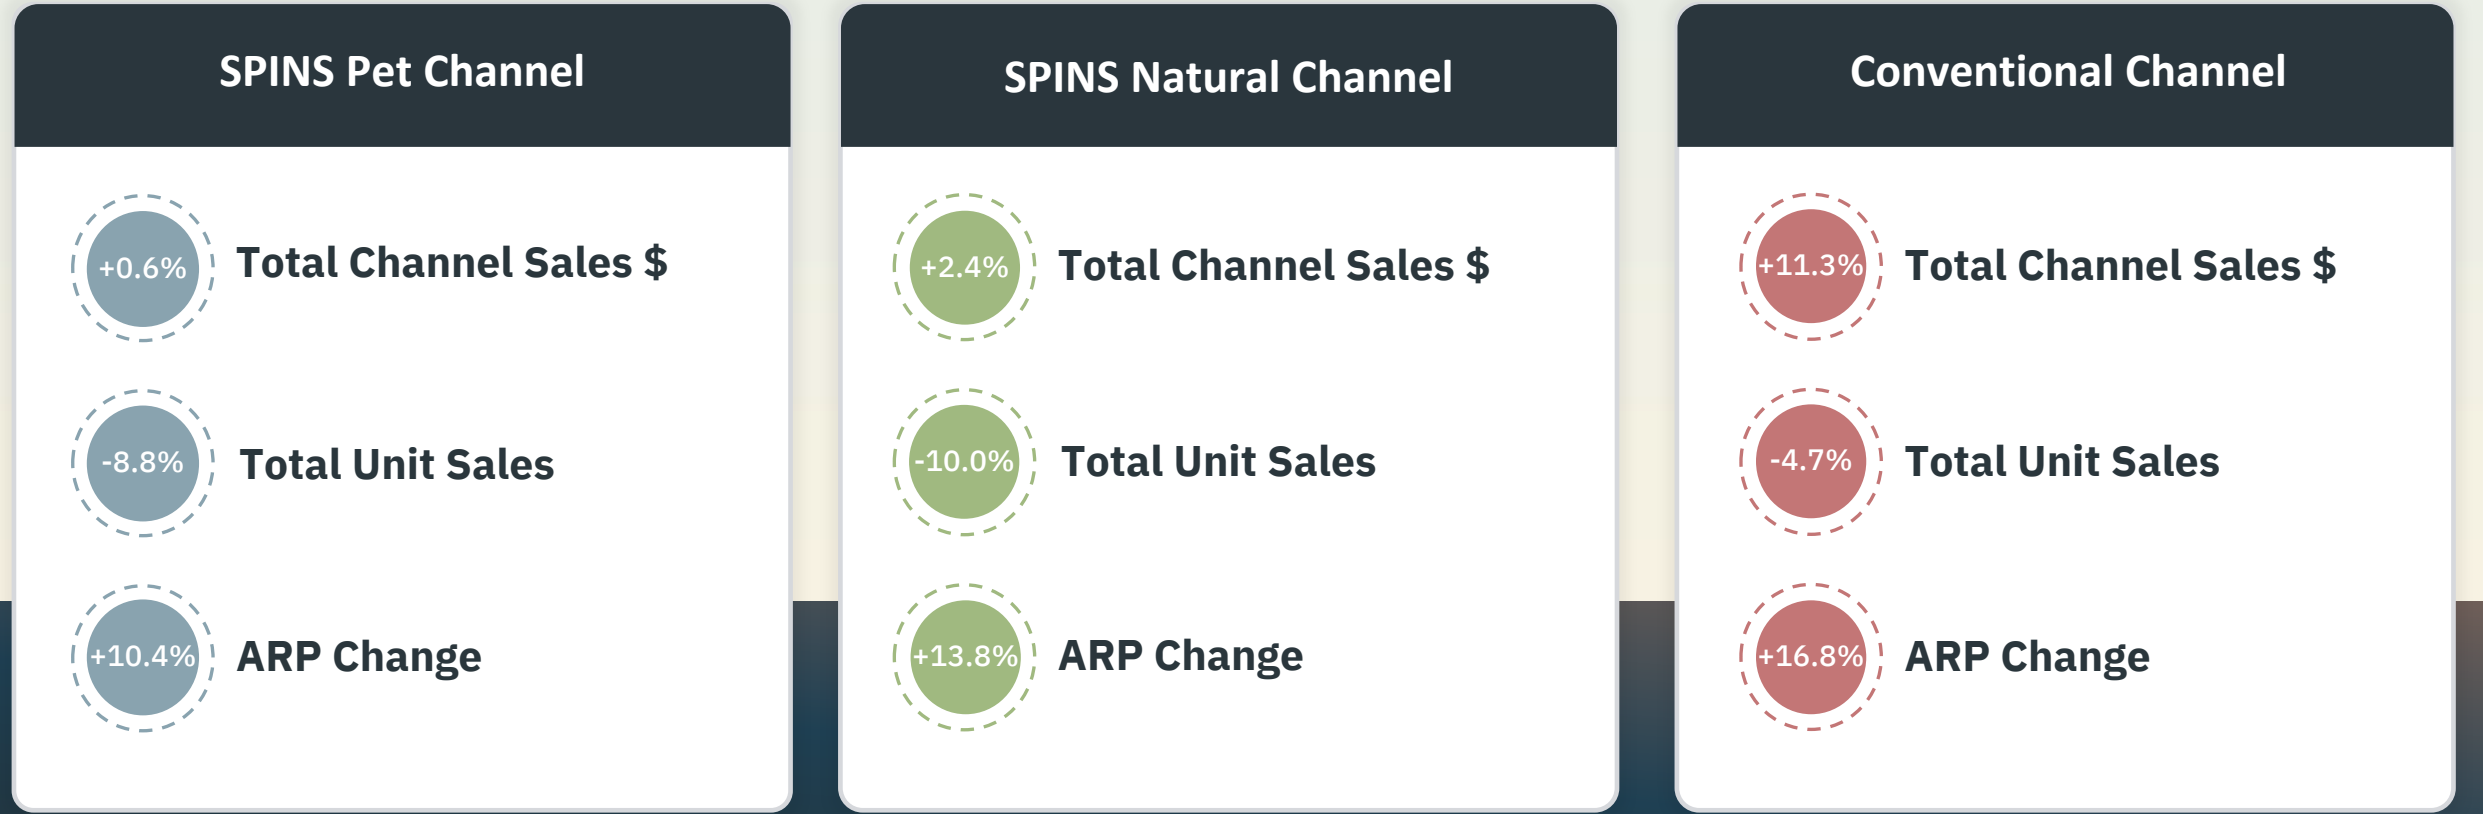 SPINS Pet Channel
+0.6%
Total Channel Sales $
-8.8%
Total Unit Sales
+10.4%
ARP Change
SPINS Natural Channel
+2.4%
Total Channel Sales $
-10.0%
Total Unit Sales
+13.8%
ARP Change
Conventional Channel
+11.3%
Total Channel Sales $
-4.7%
Total Unit Sales
+16.8%
ARP Change